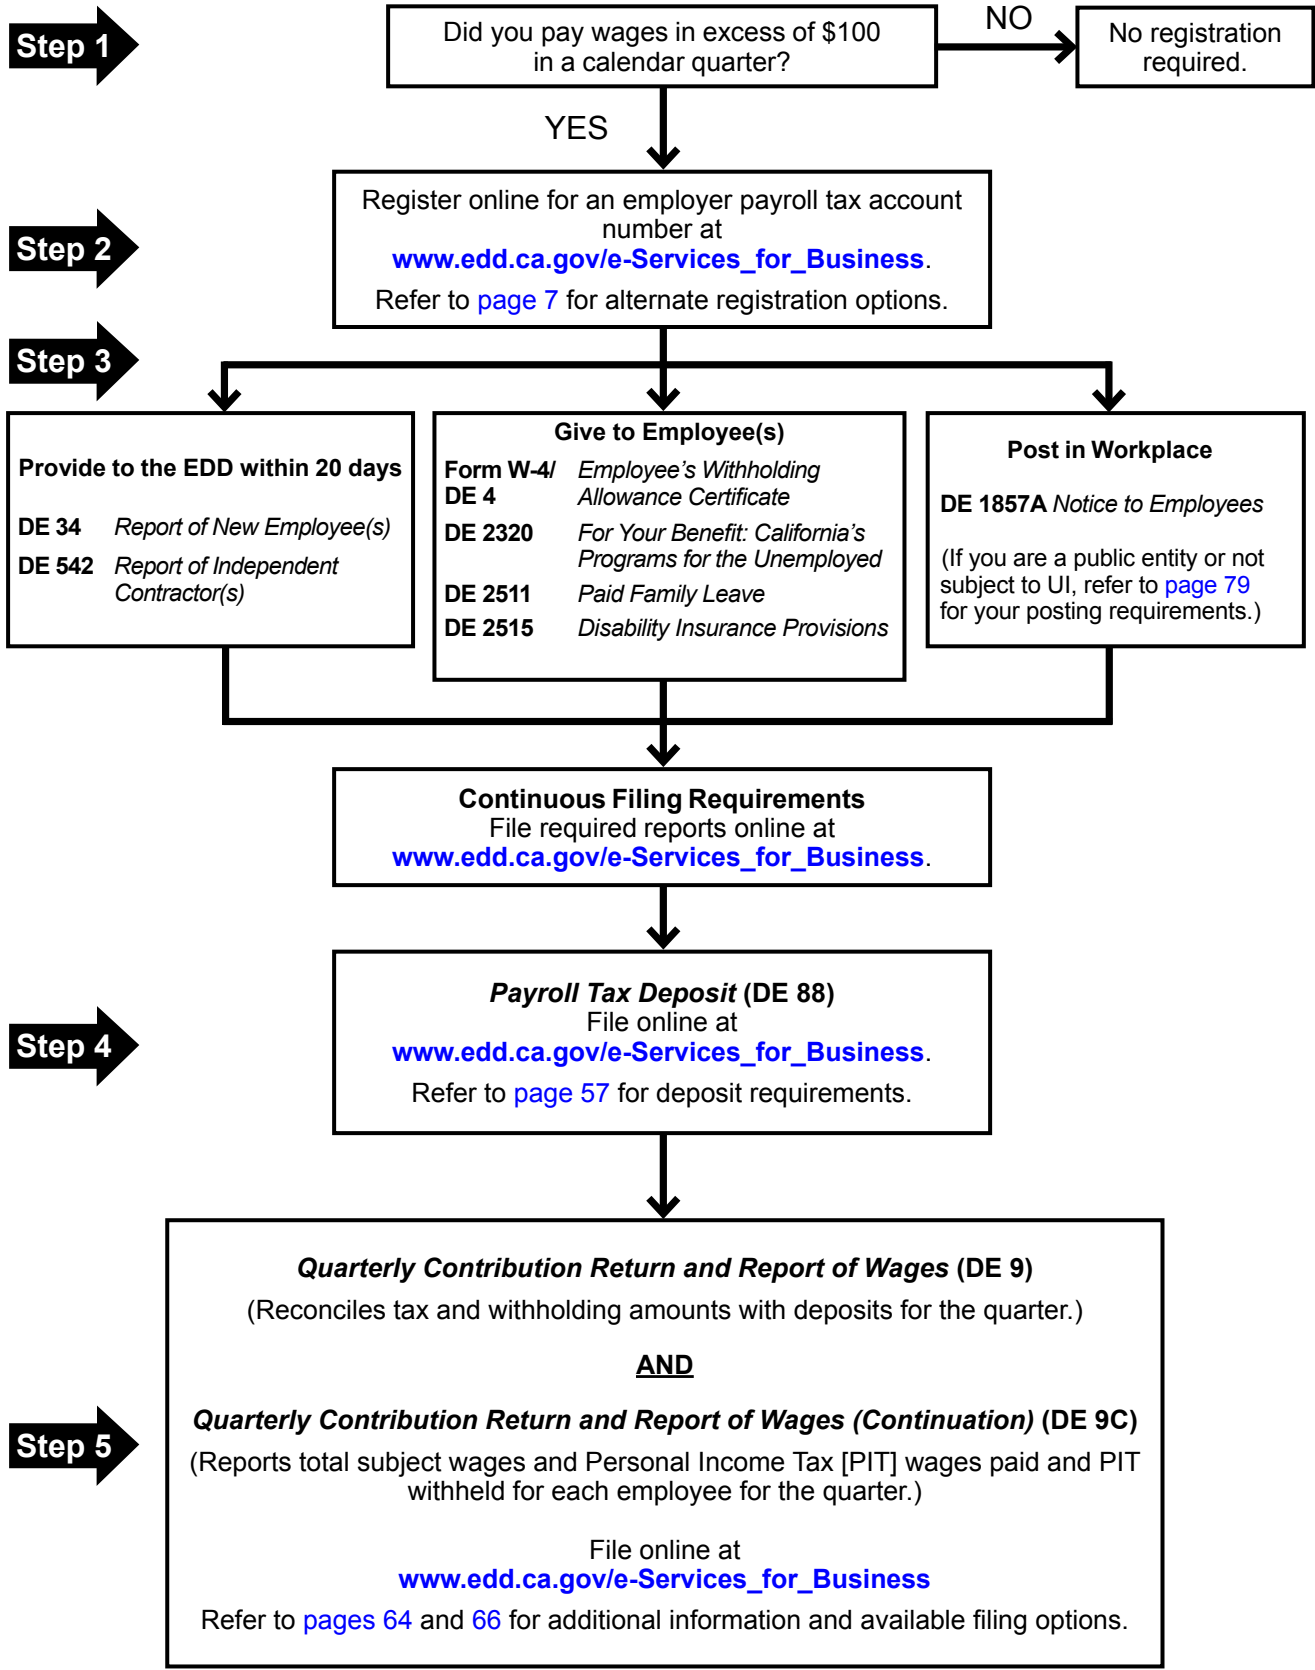 Step 1
Did you pay wages in excess of $100
in a calendar quarter?
NO
No registration
required.
YES
Step 2
Register online for an employer payroll tax account
number at
www.edd.ca.gov/e-Services_for_Business.
Refer to page 7 for alternate registration options.
Step 3
Provide to the EDD within 20 days
DE 34 Report of New Employee(s)
DE 542 Report of Independent
Contractor(s)
Give to Employee(s)
Form W-4/ Employee's Withholding
DE 4 Allowance Certificate
DE 2320 For Your Benefit: California's
Programs for the Unemployed
DE 2511 Paid Family Leave
DE 2515 Disability Insurance Provisions
Post in Workplace
DE 1857A Notice to Employees
(If you are a public entity or not
subject to UI, refer to page 79
for your posting requirements.)
Continuous Filing Requirements
File required reports online at
www.edd.ca.gov/e-Services_for_Business.
Step 4
Payroll Tax Deposit (DE 88)
File online at
www.edd.ca.gov/e-Services_for_Business.
Refer to page 57 for deposit requirements.
Step 5
Quarterly Contribution Return and Report of Wages (DE 9)
(Reconciles tax and withholding amounts with deposits for the quarter.)
AND
Quarterly Contribution Return and Report of Wages (Continuation) (DE 9C)
(Reports total subject wages and Personal Income Tax [PIT] wages paid and PIT
withheld for each employee for the quarter.)
File online at
www.edd.ca.gov/e-Services_for_Business
Refer to pages 64 and 66 for additional information and available filing options.